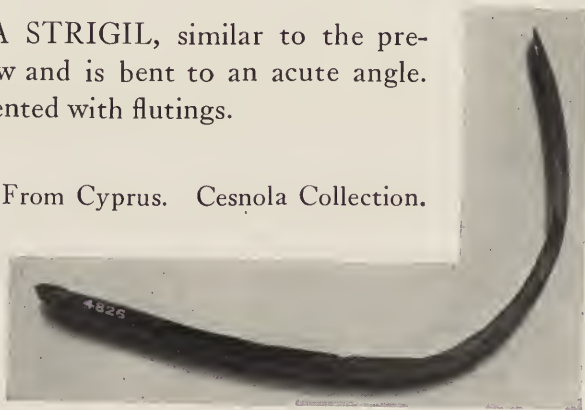 A STRIGIL, similar to the pre-
w and is bent to an acute angle.
ented with flutings.
From Cyprus. Cesnola Collection.
4826